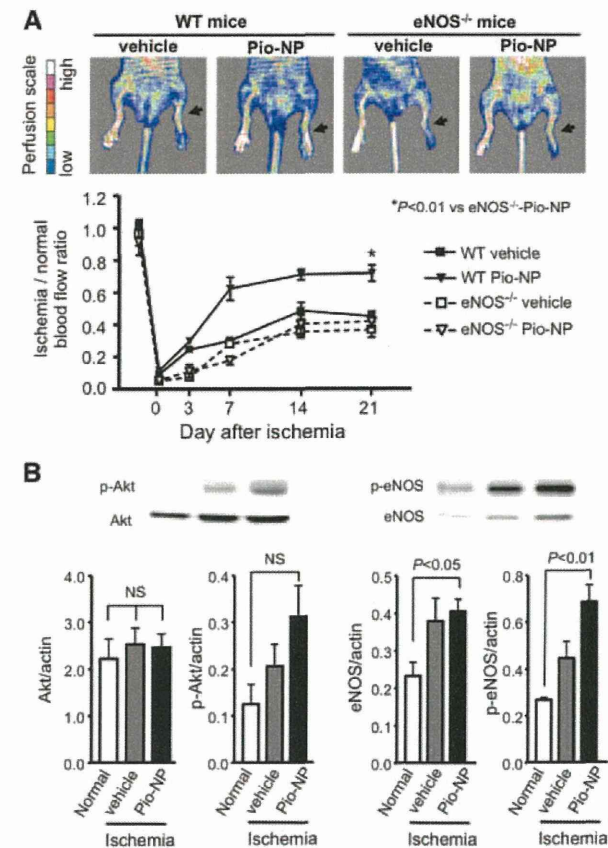 A
WT mice
eNOS-/- mice
vehicle
Pio-NP
vehicle
Pio-NP
Perfusion scale
high
low
*P<0.01 vs eNOS-/--Pio-NP
Ischemia / normal
blood flow ratio
1.2
1.0
0.8
0.6
0.4
0.2
0.0
*
WT vehicle
WT Pio-NP
eNOS-/- vehicle
eNOS-/- Pio-NP
0 3 7 14 21
Day after ischemia
B
p-Akt
Akt
p-eNOS
eNOS
Akt/actin
4.0
3.0
2.0
1.0
0.0
NS
Normal
vehicle
Pio-NP
Ischemia
p-Akt/actin
0.4
0.3
0.2
0.1
0.0
NS
Normal
vehicle
Pio-NP
Ischemia
eNOS/actin
0.5
0.4
0.3
0.2
0.1
0.0
P<0.05
Normal
vehicle
Pio-NP
Ischemia
p-eNOS/actin
0.8
0.6
0.4
0.2
0.0
P<0.01
Normal
vehicle
Pio-NP
Ischemia